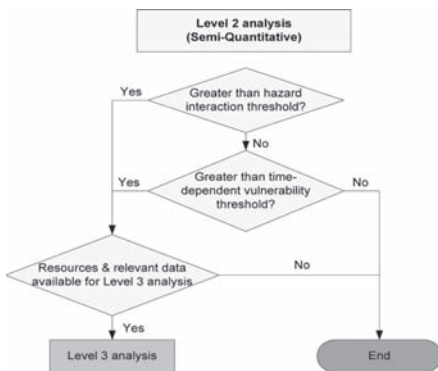 Level 2 analysis
(Semi-Quantitative)
Yes
Greater than hazard
interaction threshold?
No
Yes
Greater than time-
dependent vulnerability
threshold?
No
Resources & relevant data
available for Level 3 analysis
No
Yes
Level 3 analysis
End